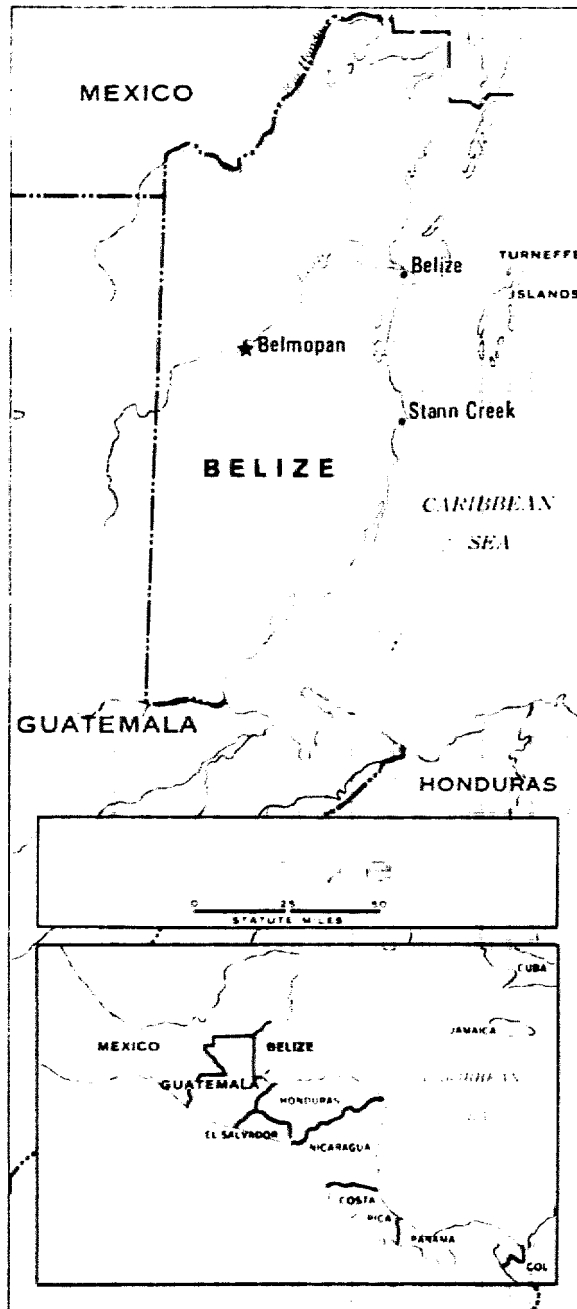 MEXICO
Belize
TURNEFFE
ISLANDS
Belmopan
Stann Creek
BELIZE
CARIBBEAN
SEA
GUATEMALA
HONDURAS
0 25 50
STATUTE MILES
CUBA
JAMAICA
MEXICO
BELIZE
GUATEMALA
HONDURAS
EL SALVADOR
NICARAGUA
COSTA
RICA
PANAMA
COL